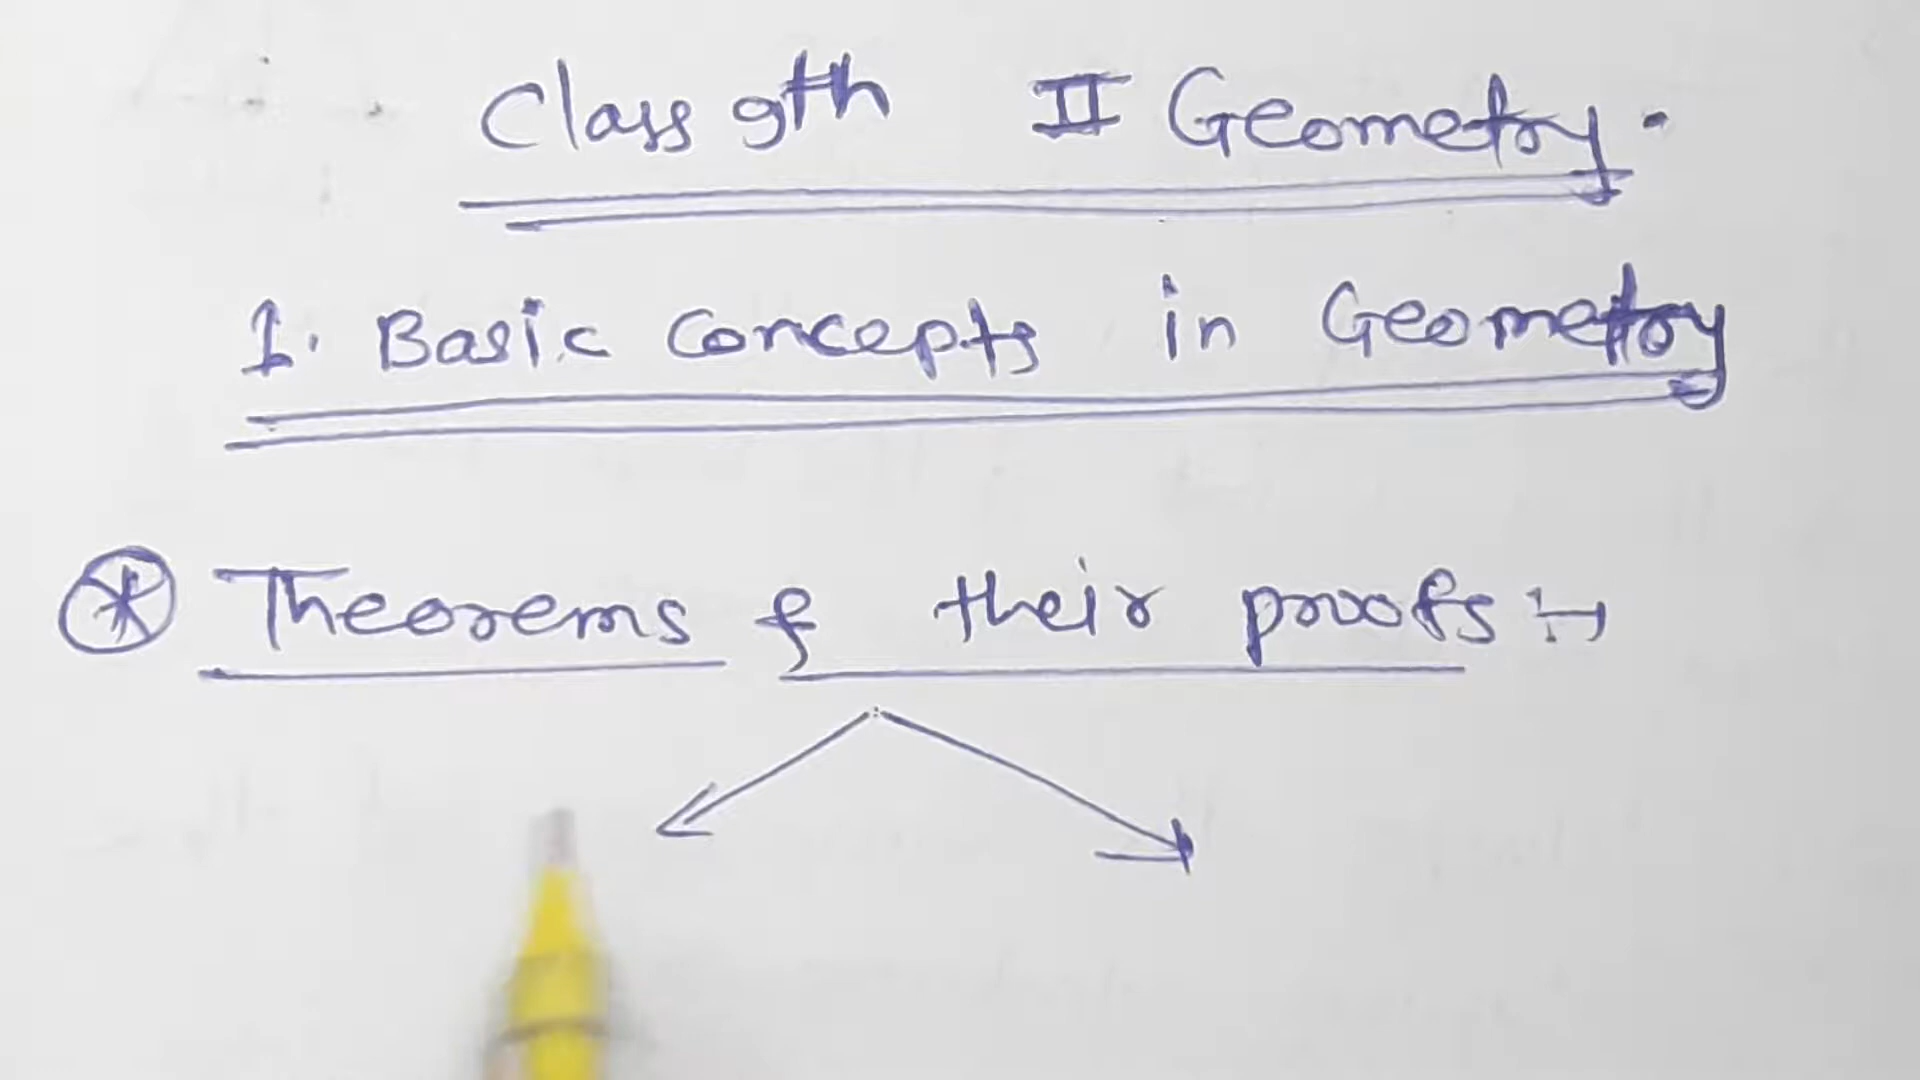 Class 9th II Geometry.
1. Basic Concepts in Geometry
* Theorems & their proofs :-